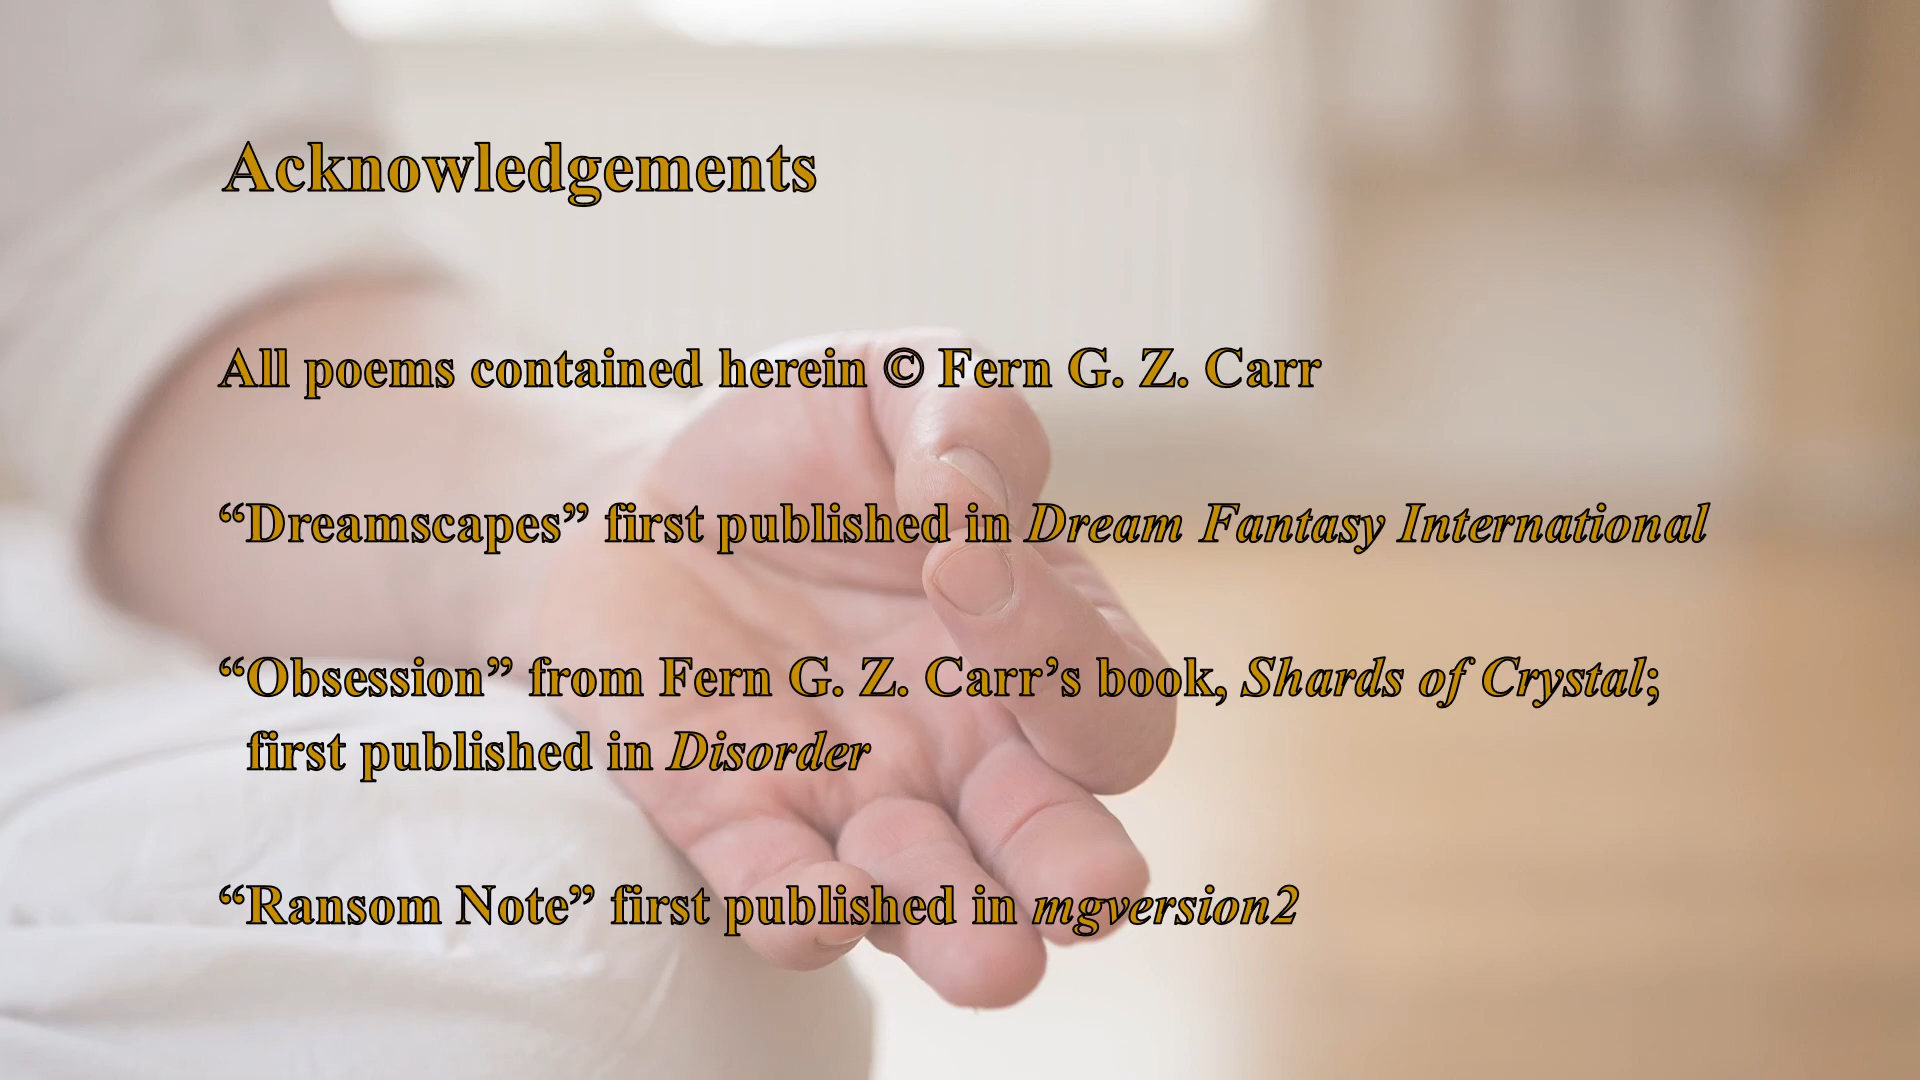 Acknowledgements
All poems contained herein © Fern G. Z. Carr
“Dreamscapes” first published in Dream Fantasy International
“Obsession” from Fern G. Z. Carr’s book, Shards of Crystal;
first published in Disorder
“Ransom Note” first published in mgversion2